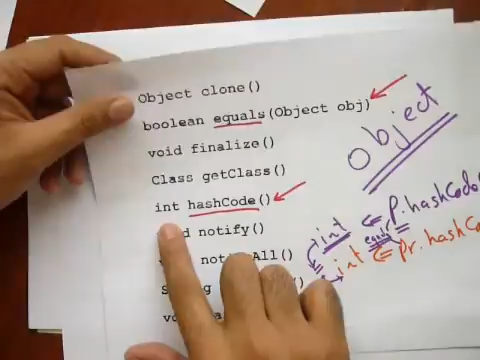 Object clone()
boolean equals(Object obj)
void finalize()
Class getClass()
int hashCode()
notify()
()
object
int ⇐ p.hashCode
equals
int ⇐ pr.hashCo